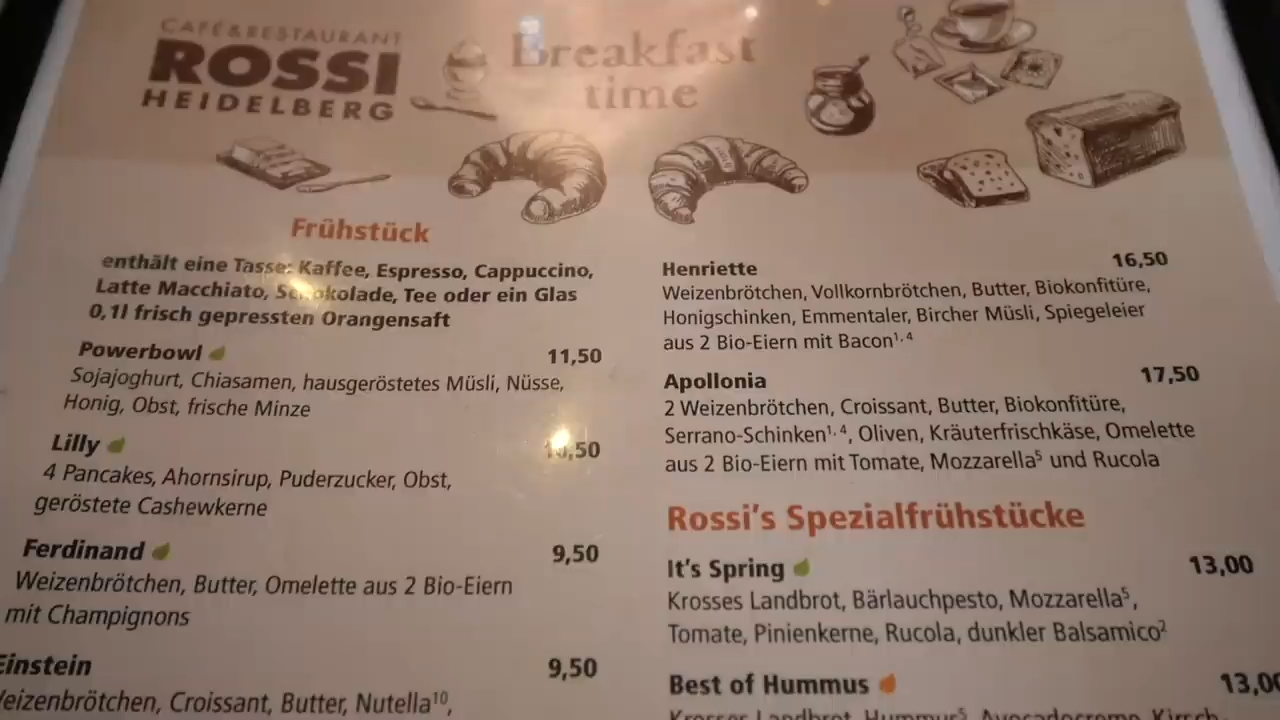 CAFÉ & RESTAURANT
ROSSI
HEIDELBERG
Breakfast
time
Frühstück
enthält eine Tasse: Kaffee, Espresso, Cappuccino,
Latte Macchiato, Schokolade, Tee oder ein Glas
0,1l frisch gepressten Orangensaft
Powerbowl 11,50
Sojajoghurt, Chiasamen, hausgeröstetes Müsli, Nüsse,
Honig, Obst, frische Minze
Lilly
4 Pancakes, Ahornsirup, Puderzucker, Obst,
geröstete Cashewkerne
Ferdinand 9,50
Weizenbrötchen, Butter, Omelette aus 2 Bio-Eiern
mit Champignons
Einstein 9,50
Weizenbrötchen, Croissant, Butter, Nutella¹⁰,
Henriette 16,50
Weizenbrötchen, Vollkornbrötchen, Butter, Biokonfitüre,
Honigschinken, Emmentaler, Bircher Müsli, Spiegeleier
aus 2 Bio-Eiern mit Bacon¹,⁴
Apollonia 17,50
2 Weizenbrötchen, Croissant, Butter, Biokonfitüre,
Serrano-Schinken¹,⁴, Oliven, Kräuterfrischkäse, Omelette
aus 2 Bio-Eiern mit Tomate, Mozzarella⁵ und Rucola
Rossi's Spezialfrühstücke
It's Spring 13,00
Krosses Landbrot, Bärlauchpesto, Mozzarella⁵,
Tomate, Pinienkerne, Rucola, dunkler Balsamico²
Best of Hummus 13,00
Krosses Landbrot, Hummus⁵, Avocadocreme, Kirsch